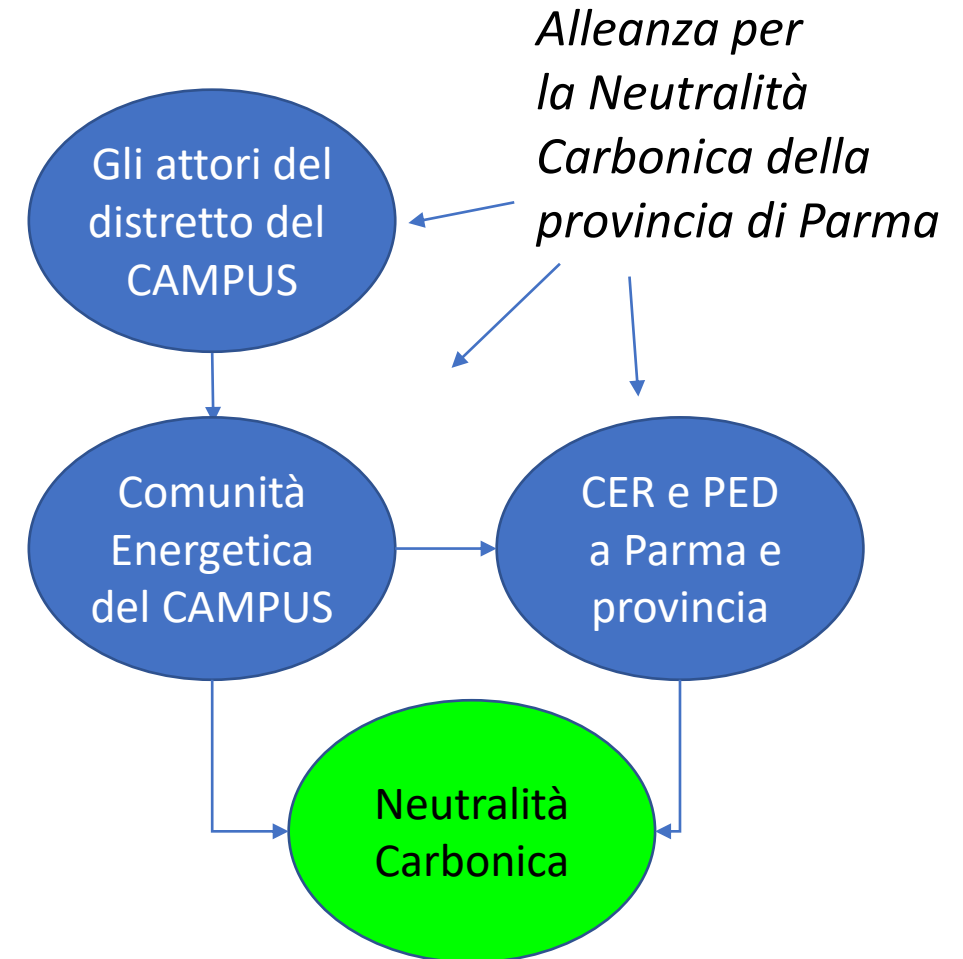 Alleanza per
la Neutralità
Carbonica della
provincia di Parma
Gli attori del
distretto del
CAMPUS
Comunità
Energetica
del CAMPUS
CER e PED
a Parma e
provincia
Neutralità
Carbonica